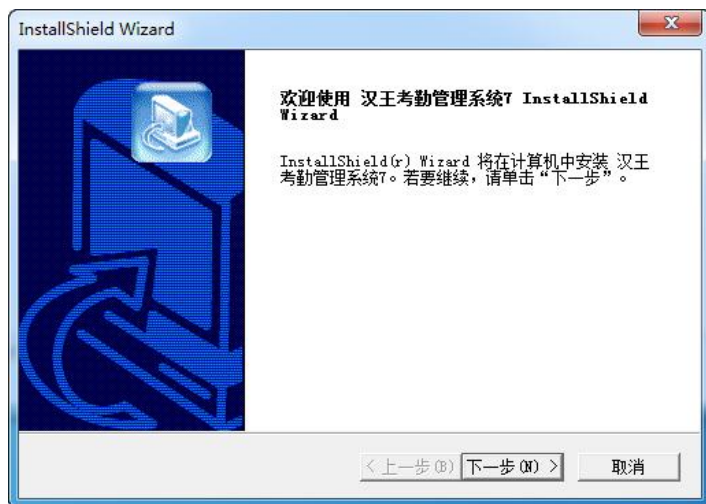 InstallShield Wizard
欢迎使用 汉王考勤管理系统7 InstallShield
Wizard
InstallShield(r) Wizard 将在计算机中安装 汉王
考勤管理系统7。若要继续，请单击“下一步”。
< 上一步(B) 下一步(N) > 取消